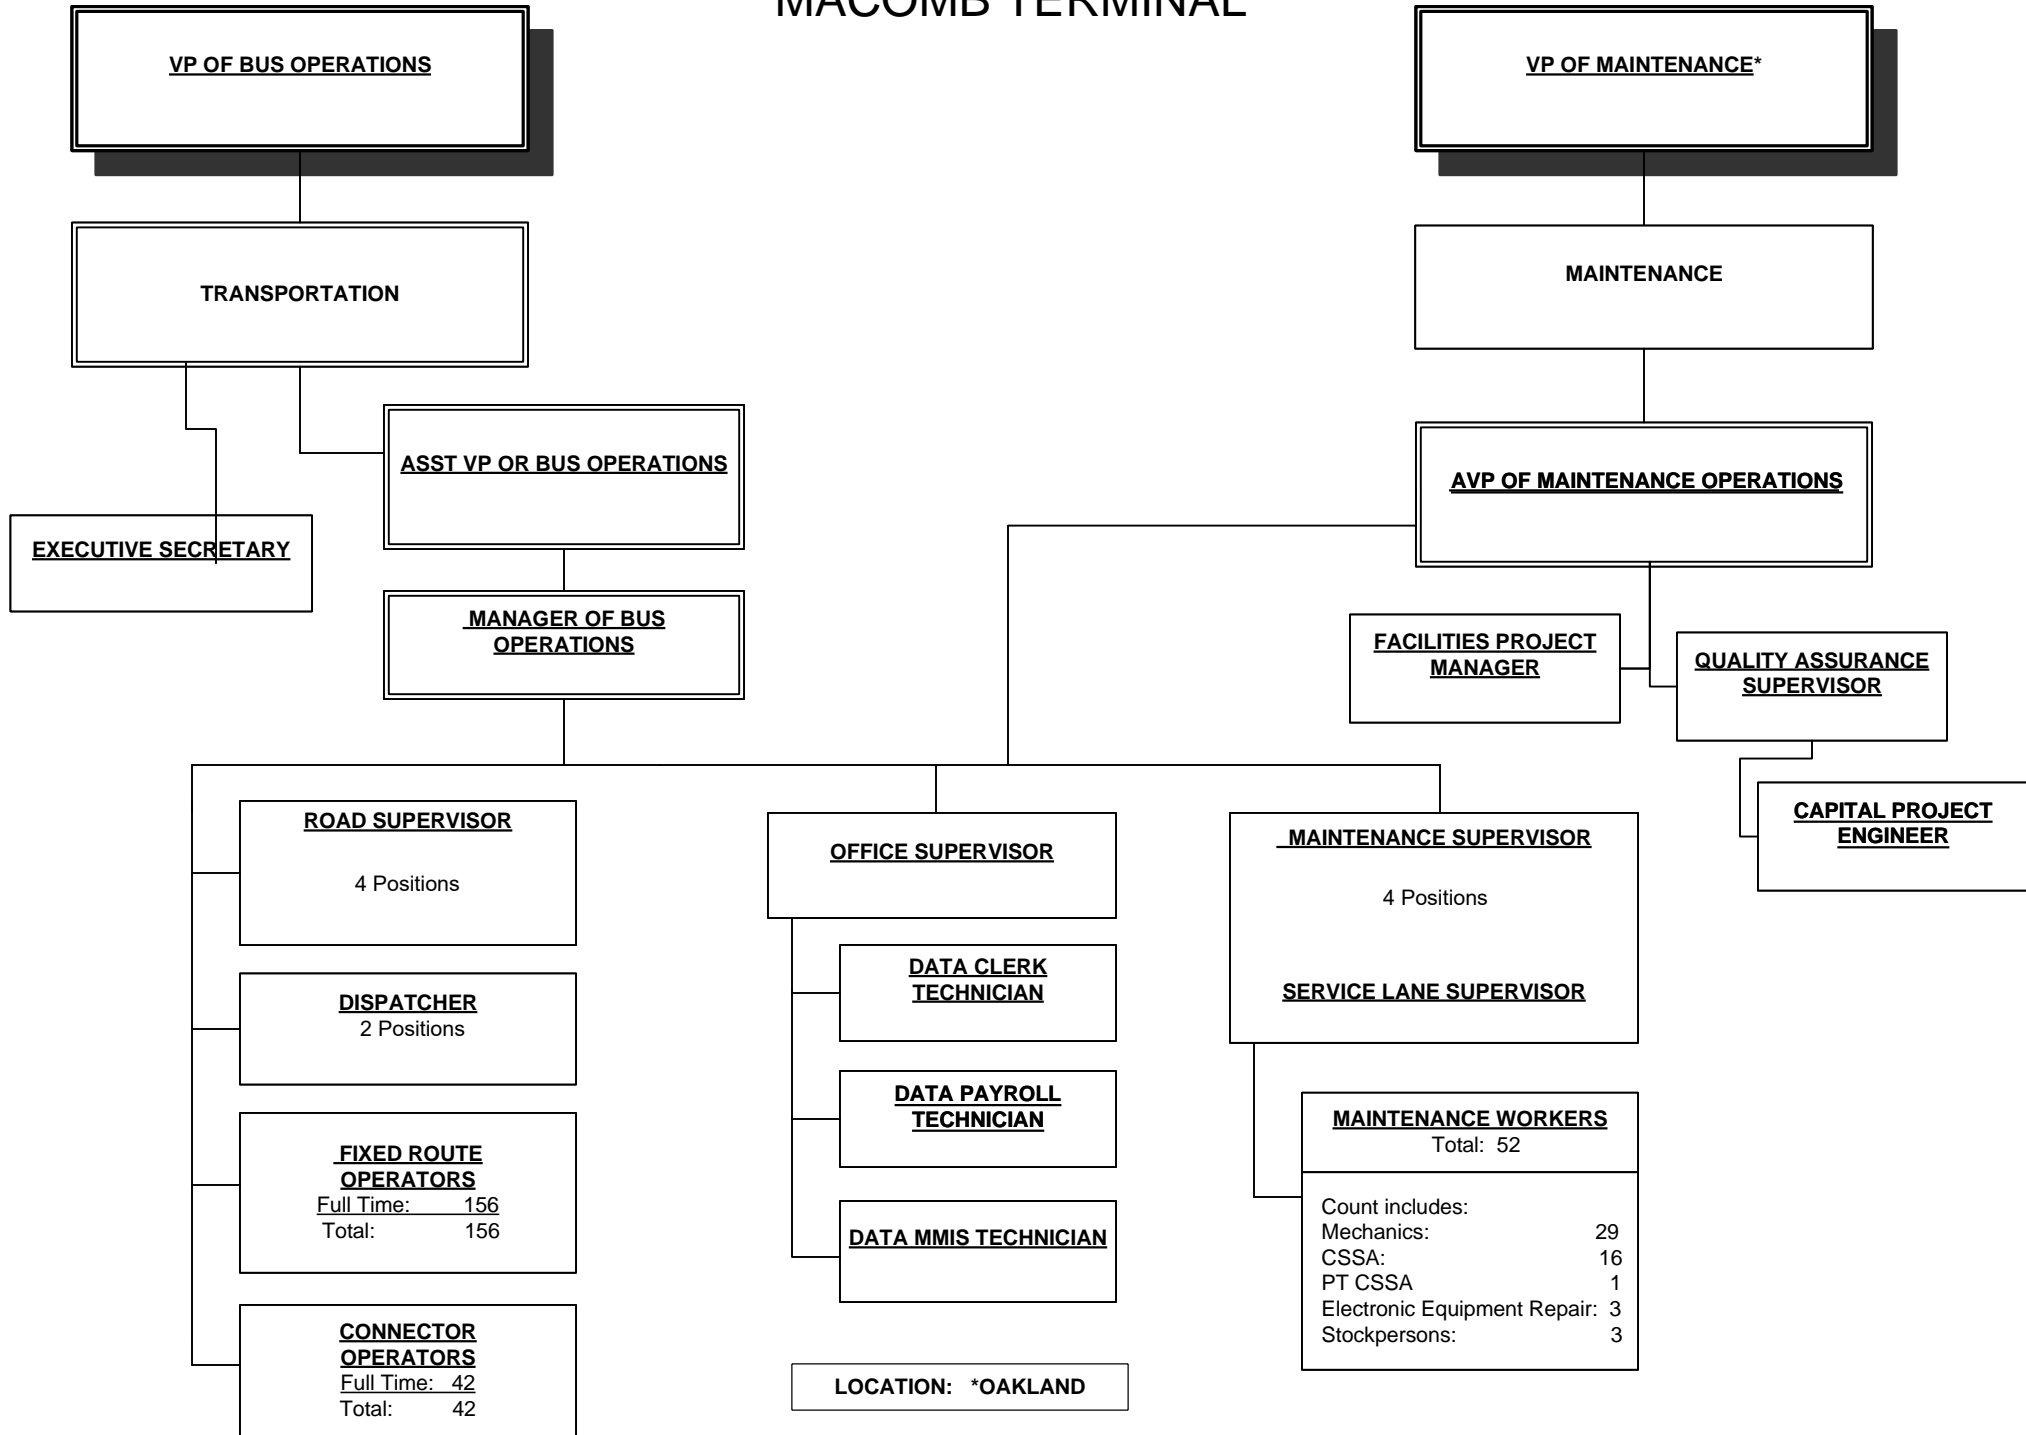 MACOMB TERMINAL
VP OF BUS OPERATIONS
VP OF MAINTENANCE*
TRANSPORTATION
MAINTENANCE
ASST VP OR BUS OPERATIONS
AVP OF MAINTENANCE OPERATIONS
EXECUTIVE SECRETARY
MANAGER OF BUS
OPERATIONS
FACILITIES PROJECT
MANAGER
QUALITY ASSURANCE
SUPERVISOR
CAPITAL PROJECT
ENGINEER
ROAD SUPERVISOR
4 Positions
DISPATCHER
2 Positions
FIXED ROUTE
OPERATORS
Full Time: 156
Total: 156
CONNECTOR
OPERATORS
Full Time: 42
Total: 42
OFFICE SUPERVISOR
DATA CLERK
TECHNICIAN
DATA PAYROLL
TECHNICIAN
DATA MMIS TECHNICIAN
LOCATION: *OAKLAND
MAINTENANCE SUPERVISOR
4 Positions
SERVICE LANE SUPERVISOR
MAINTENANCE WORKERS
Total: 52
Count includes:
Mechanics: 29
CSSA: 16
PT CSSA 1
Electronic Equipment Repair: 3
Stockpersons: 3